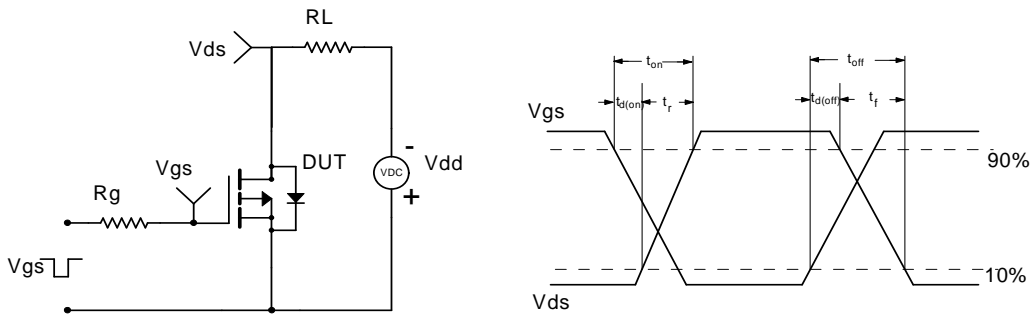 RL
Vds
Vgs
DUT
-
VDC
Vdd
+
Rg
Vgs
ton
toff
td(on)
tr
td(off)
tf
Vgs
90%
10%
Vds